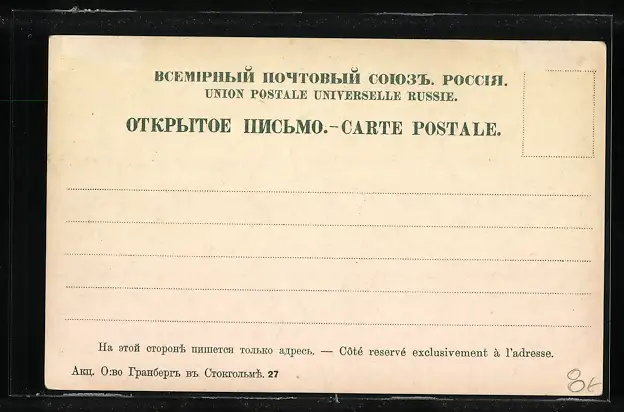 ВСЕМІРНЫЙ ПОЧТОВЫЙ СОЮЗЪ. РОССІЯ.
UNION POSTALE UNIVERSELLE RUSSIE.
ОТКРЫТОЕ ПИСЬМО.-CARTE POSTALE.
На этой сторонѣ пишется только адресъ. — Côté reservé exclusivement à l'adresse.
Акц. О:во Гранбергъ въ Стокгольмѣ. 27